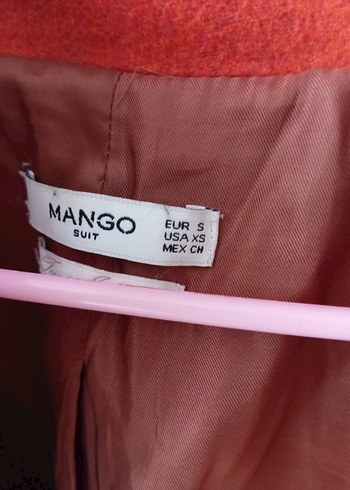 MANGO
SUIT
EUR S
USA XS
MEX CH